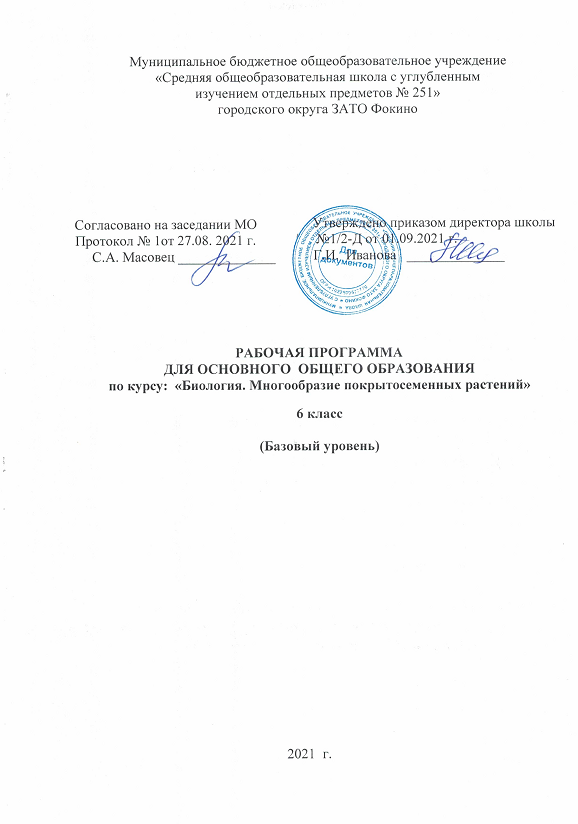 Муниципальное бюджетное общеобразовательное учреждение
«Средняя общеобразовательная школа с углубленным
изучением отдельных предметов № 251»
городского округа ЗАТО Фокино
Согласовано на заседании МО
Протокол № 1от 27.08. 2021 г.
С.А. Масовец
Утверждено приказом директора школы
№1/2-Д от 01.09.2021 г.
Г.И. Иванова
Для
документов
РАБОЧАЯ ПРОГРАММА
ДЛЯ ОСНОВНОГО ОБЩЕГО ОБРАЗОВАНИЯ
по курсу: «Биология. Многообразие покрытосеменных растений»
6 класс
(Базовый уровень)
2021 г.